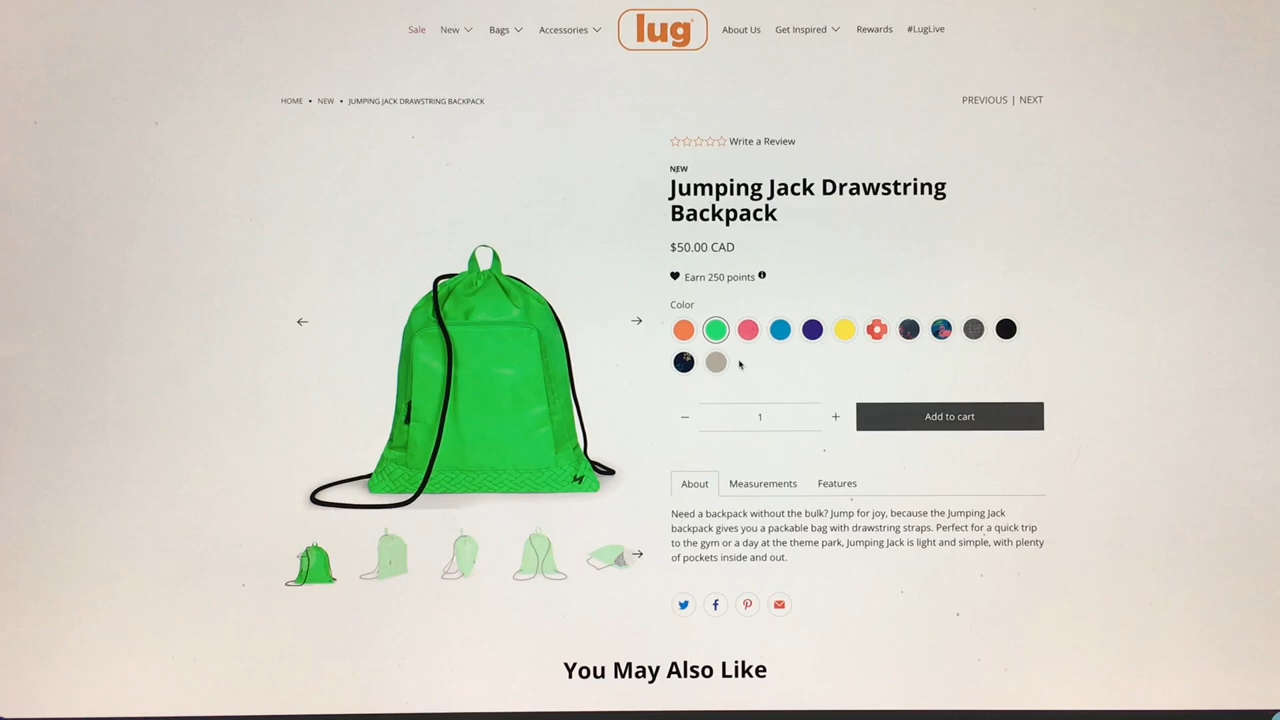 Sale New Bags Accessories lug About Us Get Inspired Rewards #LugLive
HOME • NEW • JUMPING JACK DRAWSTRING BACKPACK
PREVIOUS | NEXT
Write a Review
NEW
Jumping Jack Drawstring
Backpack
$50.00 CAD
Earn 250 points
Color
1
Add to cart
About Measurements Features
Need a backpack without the bulk? Jump for joy, because the Jumping Jack
backpack gives you a packable bag with drawstring straps. Perfect for a quick trip
to the gym or a day at the theme park, Jumping Jack is light and simple, with plenty
of pockets inside and out.
You May Also Like